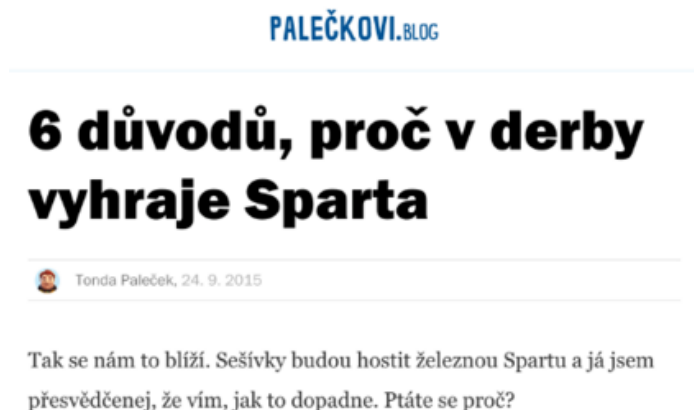 PALEČKOVI.BLOG
6 důvodů, proč v derby
vyhraje Sparta
Tonda Paleček, 24. 9. 2015
Tak se nám to blíží. Sešívky budou hostit železnou Spartu a já jsem
přesvědčenej, že vím, jak to dopadne. Ptáte se proč?